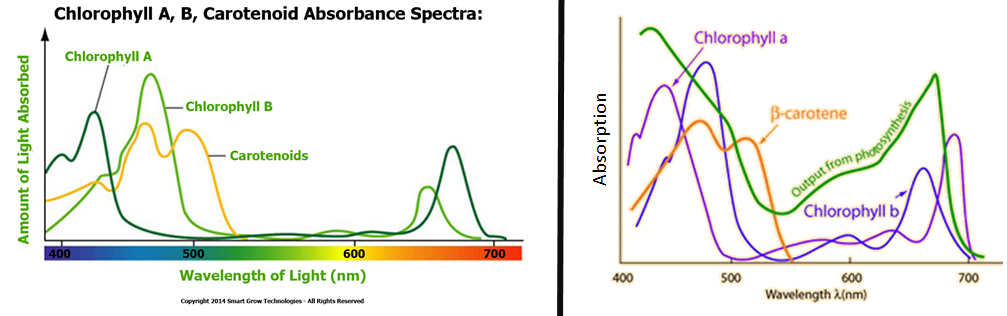 Chlorophyll A, B, Carotenoid Absorbance Spectra:
Amount of Light Absorbed
Chlorophyll A
Chlorophyll B
Carotenoids
400
500
600
700
Wavelength of Light (nm)
Copyright 2014 Smart Grow Technologies - All Rights Reserved
Absorption
Chlorophyll a
β-carotene
Output from photosynthesis
Chlorophyll b
400
500
600
700
Wavelength λ(nm)